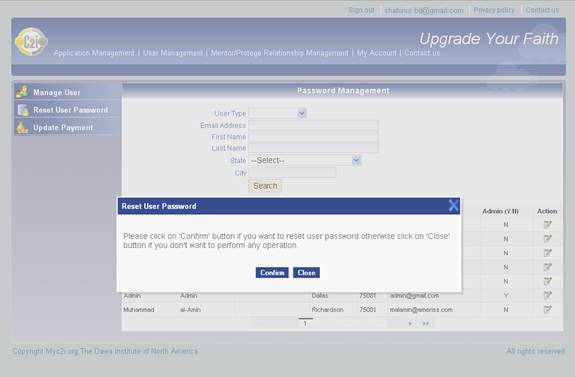 Sign out | shahinur.bd@gmail.com | Privacy policy | Contact us
C2i
Upgrade Your Faith
Application Management | User Management | Mentor/Protege Relationship Management | My Account | Contact Us
Manage User
Reset User Password
Update Payment
Password Management
User Type
Email Address
First Name
Last Name
State --Select--
City
Search
Reset User Password X
Admin (Y/N) Action
N
Please click on 'Confirm' button if you want to reset user password otherwise click on 'Close'
button if you don't want to perform any operation.
N
N
N
Confirm Close
N
Admin Admin Dallas 75081 admin@gmail.com Y
Muhammad al-Amin Richardson 75081 malamin@ameriss.com N
1 » »»
Copyright Myc2i.org The Dawa Institute of North America All rights reserved.